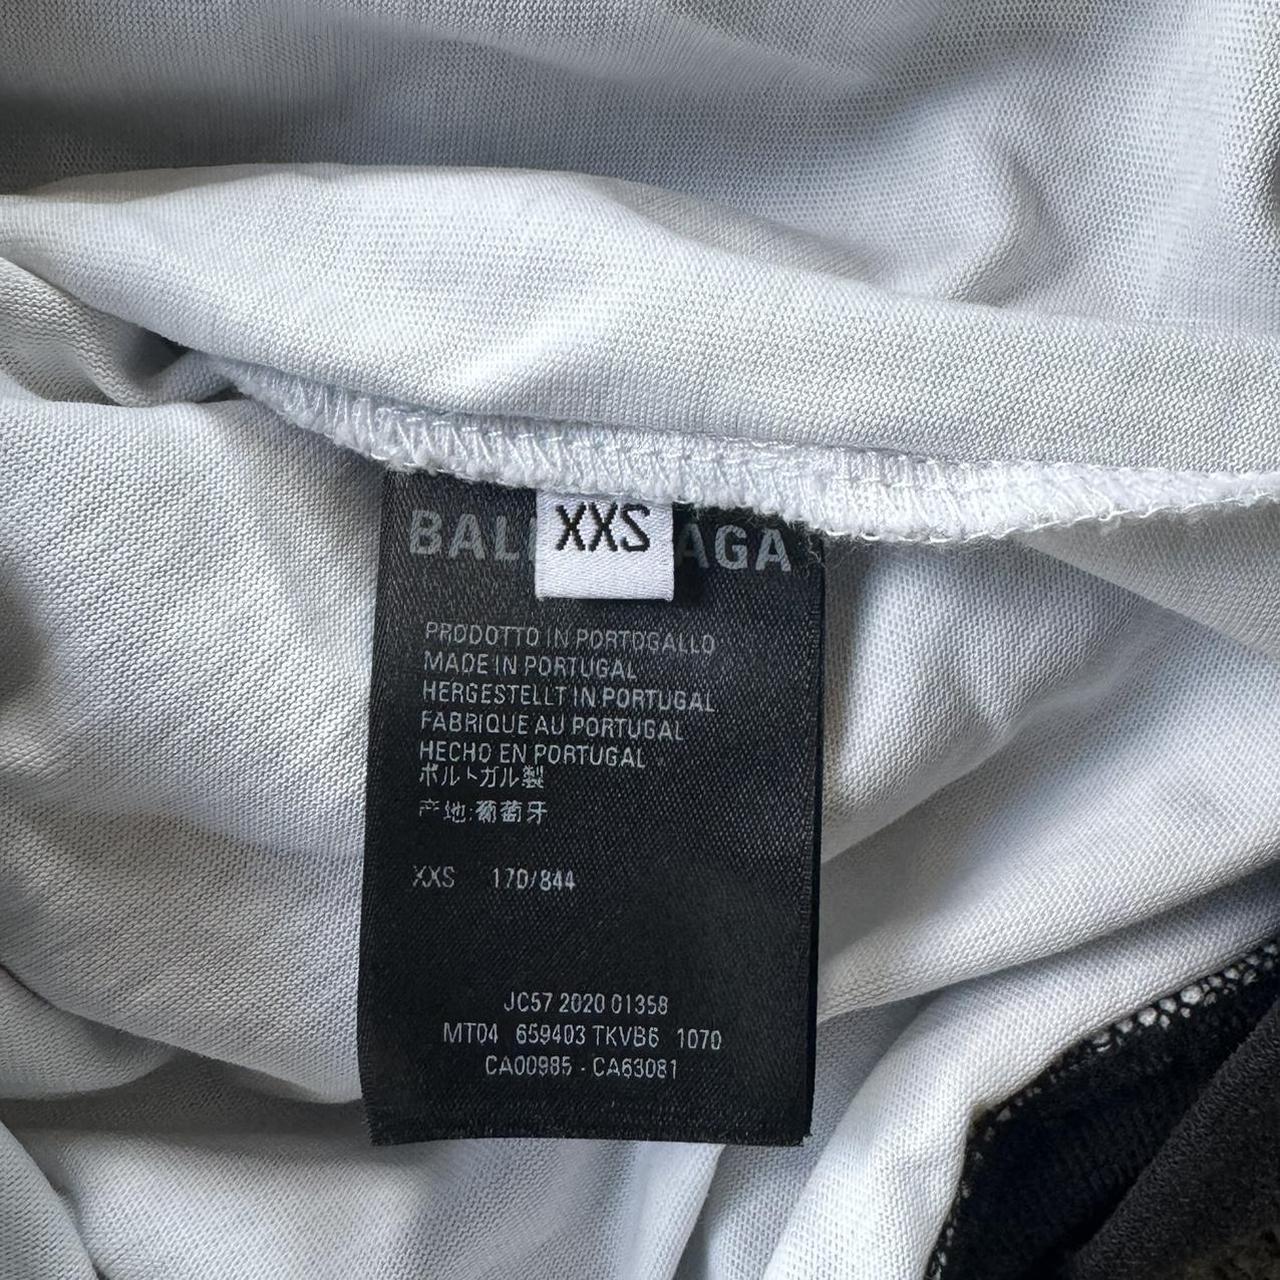 BAL AGA
XXS
PRODOTTO IN PORTOGALLO
MADE IN PORTUGAL
HERGESTELLT IN PORTUGAL
FABRIQUE AU PORTUGAL
HECHO EN PORTUGAL
ポルトガル製
产地:葡萄牙
XXS 170/844
JC57 2020 01358
MT04 659403 TKVB6 1070
CA00985 - CA63081